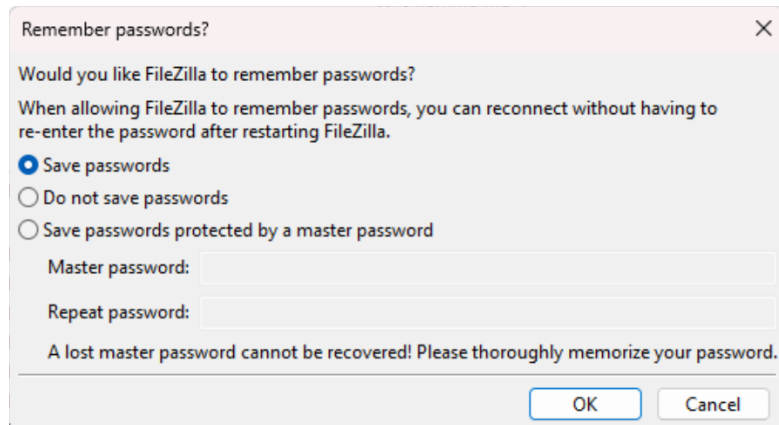 Remember passwords?
Would you like FileZilla to remember passwords?
When allowing FileZilla to remember passwords, you can reconnect without having to
re-enter the password after restarting FileZilla.
Save passwords
Do not save passwords
Save passwords protected by a master password
Master password:
Repeat password:
A lost master password cannot be recovered! Please thoroughly memorize your password.
OK Cancel